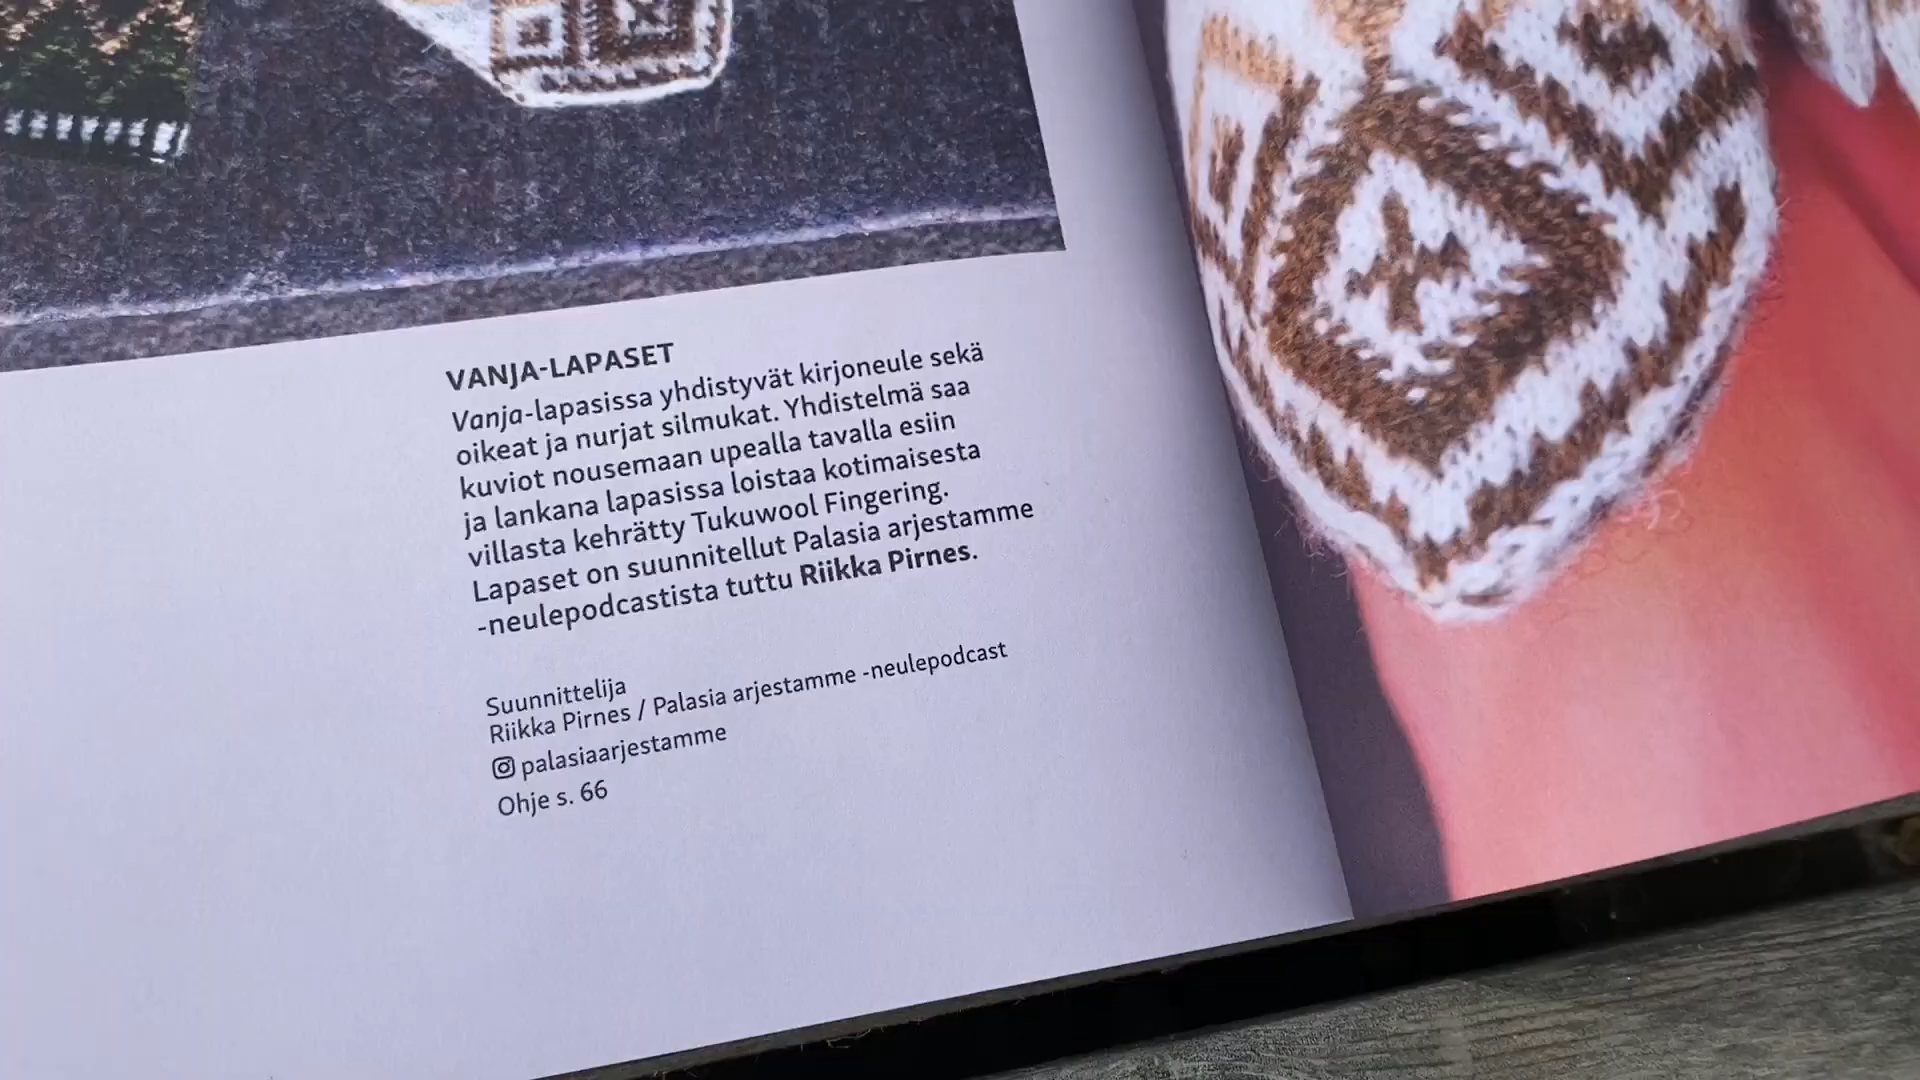 VANJA-LAPASET
Vanja-lapasissa yhdistyvät kirjoneule sekä
oikeat ja nurjat silmukat. Yhdistelmä saa
kuviot nousemaan upealla tavalla esiin
ja lankana lapasissa loistaa kotimaisesta
villasta kehrätty Tukuwool Fingering.
Lapaset on suunnitellut Palasia arjestamme
-neulepodcastista tuttu Riikka Pirnes.
Suunnittelija
Riikka Pirnes / Palasia arjestamme -neulepodcast
palasiaarjestamme
Ohje s. 66